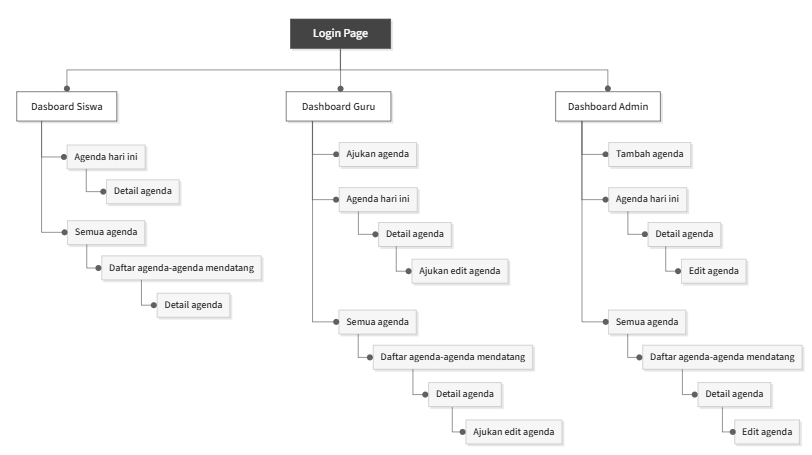 Login Page
Dasboard Siswa
Agenda hari ini
Detail agenda
Semua agenda
Daftar agenda-agenda mendatang
Detail agenda
Dashboard Guru
Ajukan agenda
Agenda hari ini
Detail agenda
Ajukan edit agenda
Semua agenda
Daftar agenda-agenda mendatang
Detail agenda
Ajukan edit agenda
Dashboard Admin
Tambah agenda
Agenda hari ini
Detail agenda
Edit agenda
Semua agenda
Daftar agenda-agenda mendatang
Detail agenda
Edit agenda